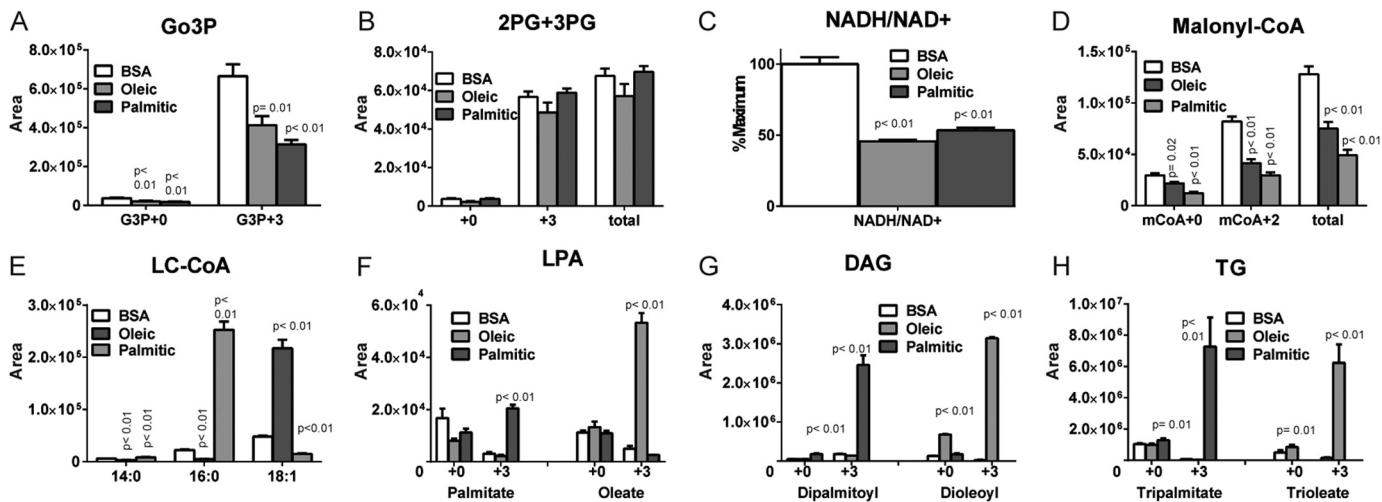 A
Go3P
8.0×10⁵
6.0×10⁵
4.0×10⁵
2.0×10⁵
0
Area
BSA
Oleic
Palmitic
p<
0.01
p<
0.01
p= 0.01
p< 0.01
G3P+0
G3P+3
B
2PG+3PG
8.0×10⁴
6.0×10⁴
4.0×10⁴
2.0×10⁴
0
Area
BSA
Oleic
Palmitic
+0
+3
total
C
NADH/NAD+
100
50
0
%Maximum
BSA
Oleic
Palmitic
p< 0.01
p< 0.01
NADH/NAD+
D
Malonyl-CoA
1.5×10⁵
1.0×10⁵
5.0×10⁴
0
Area
BSA
Oleic
Palmitic
p= 0.02
p< 0.01
p< 0.01
p< 0.01
p< 0.01
p< 0.01
mCoA+0
mCoA+2
total
E
LC-CoA
3.0×10⁵
2.0×10⁵
1.0×10⁵
0
Area
BSA
Oleic
Palmitic
p< 0.01
p< 0.01
p< 0.01
p<
0.01
p< 0.01
p<0.01
14:0
16:0
18:1
F
LPA
6.0×10⁴
4.0×10⁴
2.0×10⁴
0
Area
BSA
Oleic
Palmitic
p< 0.01
p< 0.01
+0
+3
+0
+3
Palmitate
Oleate
G
DAG
4.0×10⁶
3.0×10⁶
2.0×10⁶
1.0×10⁶
0
Area
BSA
Oleic
Palmitic
p< 0.01
p< 0.01
p< 0.01
p< 0.01
+0
+3
+0
+3
Dipalmitoyl
Dioleoyl
H
TG
1.0×10⁷
8.0×10⁶
6.0×10⁶
4.0×10⁶
2.0×10⁶
0
Area
BSA
Oleic
Palmitic
p= 0.01
p<
0.01
p= 0.01
p< 0.01
+0
+3
+0
+3
Tripalmitate
Trioleate